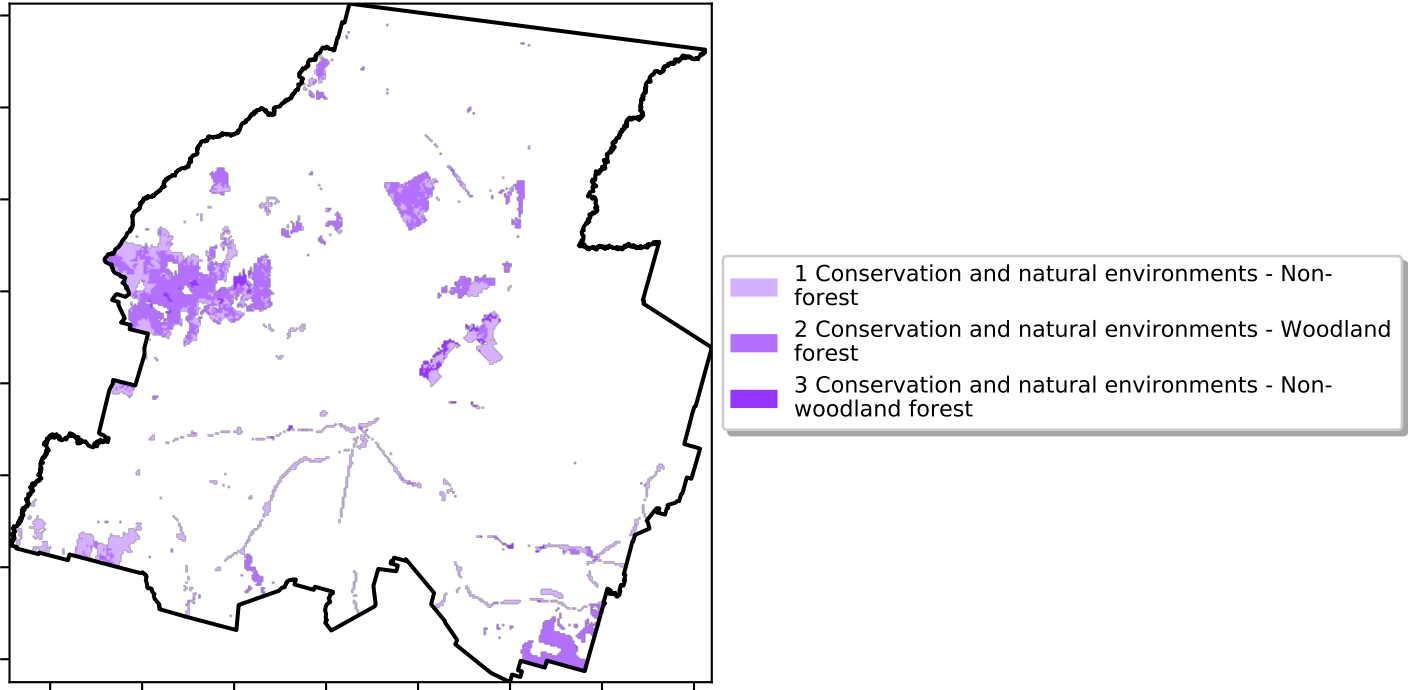 1 Conservation and natural environments - Non-
forest
2 Conservation and natural environments - Woodland
forest
3 Conservation and natural environments - Non-
woodland forest